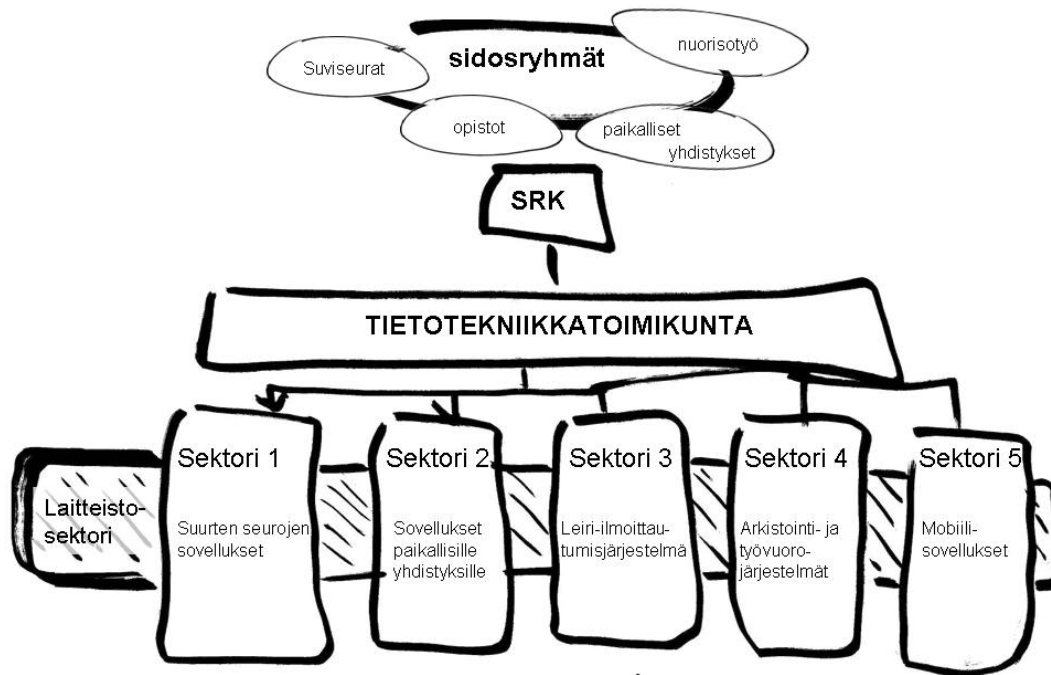 nuorisotyö
sidosryhmät
Suviseurat
opistot
paikalliset
yhdistykset
SRK
TIETOTEKNIIKKATOIMIKUNTA
Laitteisto-
sektori
Sektori 1
Suurten seurojen
sovellukset
Sektori 2
Sovellukset
paikallisille
yhdistyksille
Sektori 3
Leiri-ilmoittau-
tumisjärjestelmä
Sektori 4
Arkistointi- ja
työvuoro-
järjestelmät
Sektori 5
Mobiili-
sovellukset